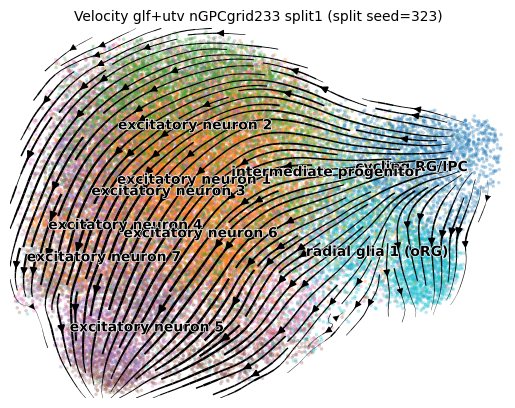 Velocity glf+utv nGPCgrid233 split1 (split seed=323)
excitatory neuron 2
cycling RG/IPC
intermediate progenitor
excitatory neuron 1
excitatory neuron 3
excitatory neuron 4
excitatory neuron 6
radial glia 1 (oRG)
excitatory neuron 7
excitatory neuron 5